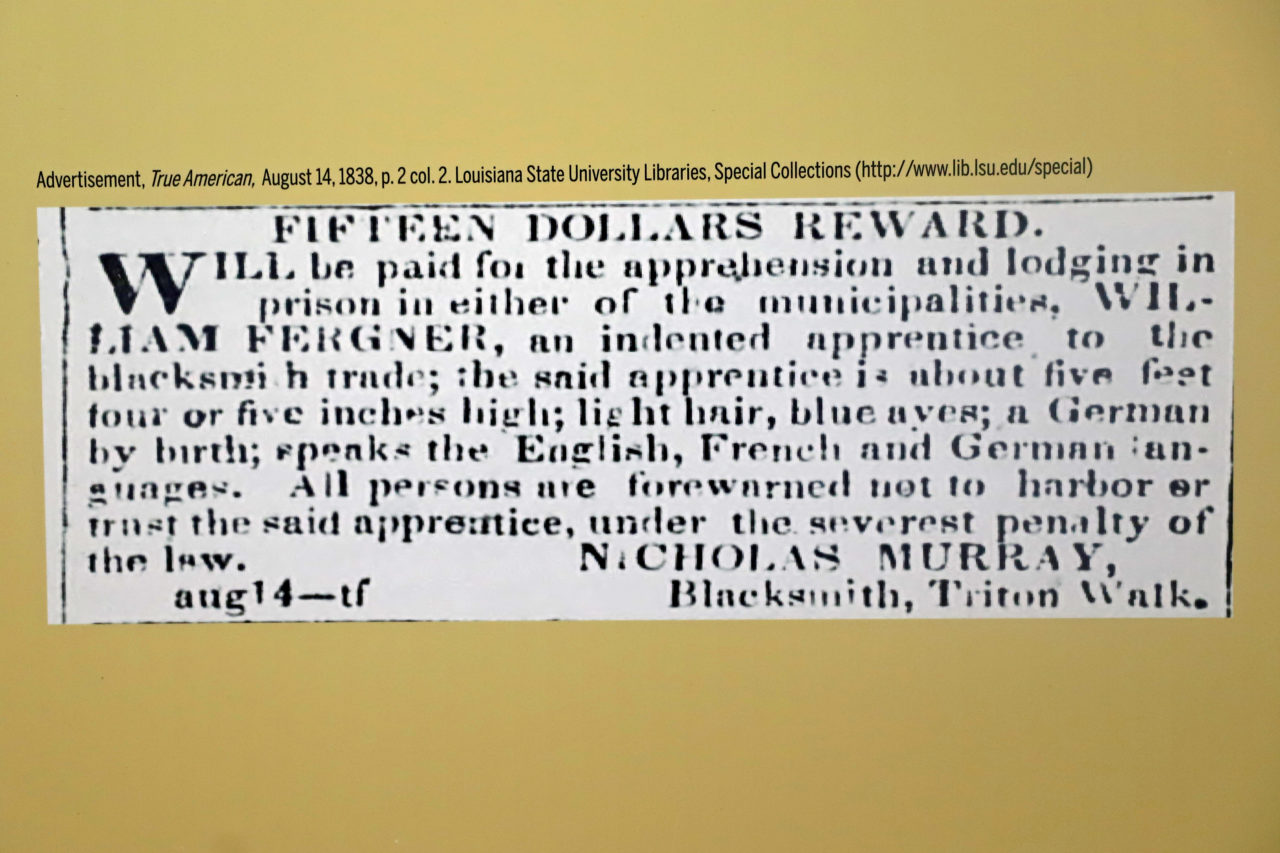 Advertisement, True American, August 14, 1838, p. 2 col. 2. Louisiana State University Libraries, Special Collections (http://www.lib.lsu.edu/special)
FIFTEEN DOLLARS REWARD.
WILL be paid for the apprehension and lodging in
prison in either of the municipalities, WIL-
LIAM FERGNER, an indented apprentice to the
blacksmi h trade; the said apprentice is about five feet
four or five inches high; light hair, blue ayes; a German
by birth; speaks the English, French and German lan-
guages. All persons are forewarned not to harbor or
trust the said apprentice, under the severest penalty of
the law. NICHOLAS MURRAY,
aug14—tf Blacksmith, Triton Walk.